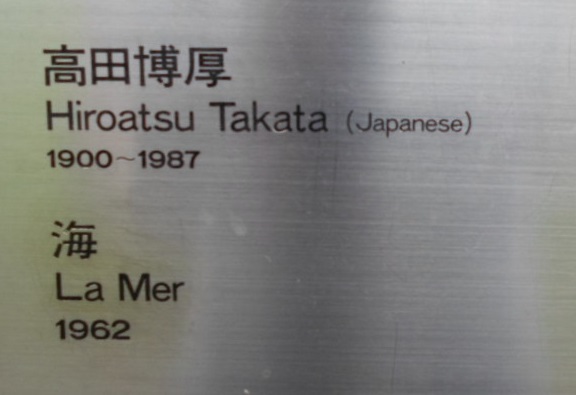 高田博厚
Hiroatsu Takata (Japanese)
1900~1987
海
La Mer
1962